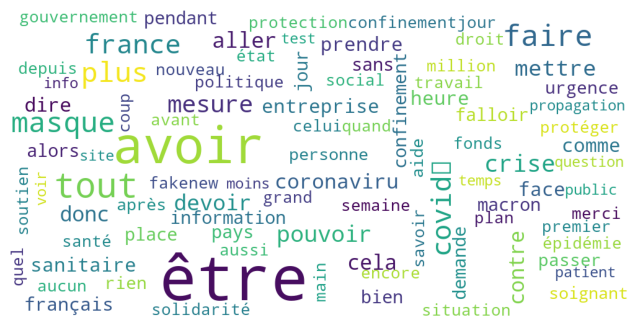 gouvernement
pendant
protection
confinement
jour
france
aller
test
prendre
droit
faire
depuis
plus
nouveau
état
sans
million
mettre
info
politique
jour
social
travail
urgence
dire
coup
mesure
entreprise
confinement
heure
propagation
masque
avant
celui
quand
falloir
protéger
alors
site
avoir
personne
aide
fonds
comme
crise
question
soutien
voir
tout
fakenew
moins
coronaviru
covid
temps
face
public
donc
après
devoir
grand
semaine
savoir
macron
merci
information
plan
premier
santé
place
pays
pouvoir
demande
contre
épidémie
quel
aussi
passer
sanitaire
être
main
cela
encore
patient
aucun
rien
bien
soignant
français
solidarité
situation